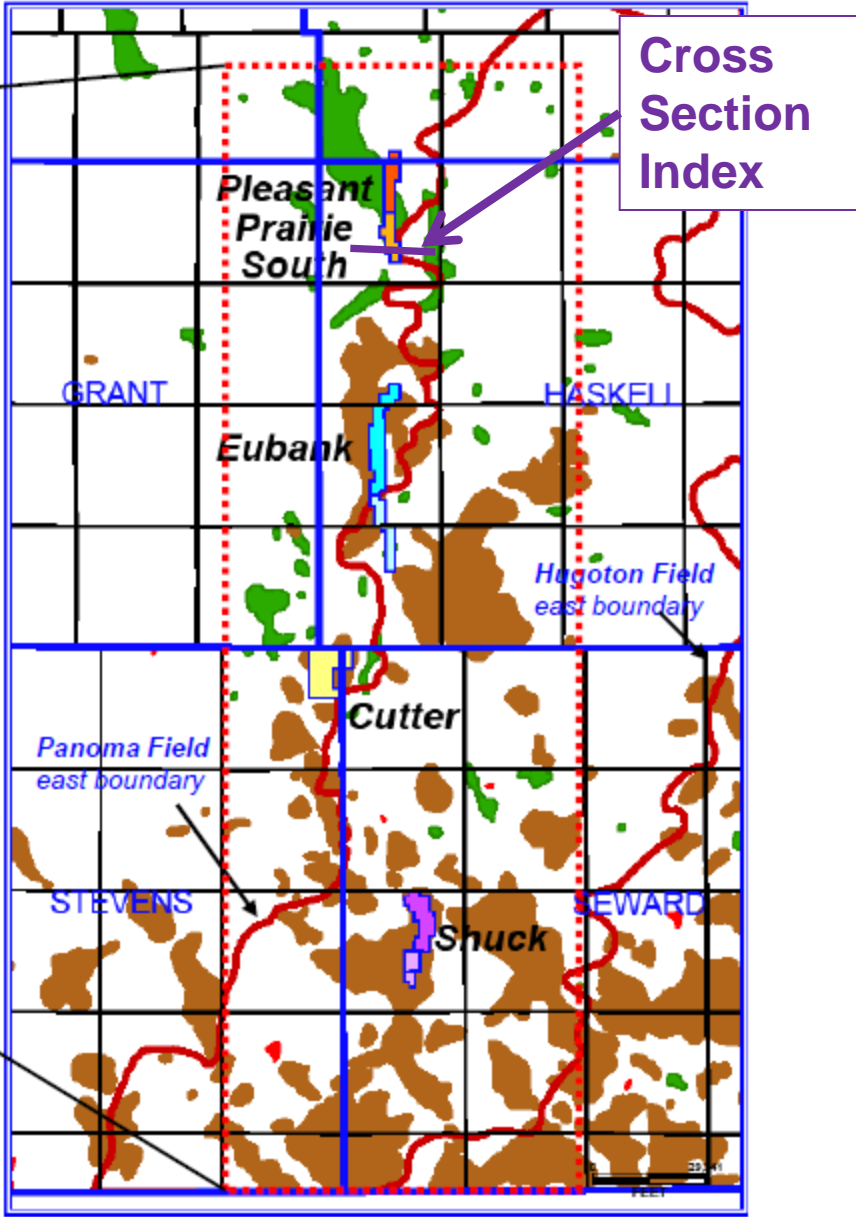 Cross
Section
Index
Pleasant
Prairie
South
GRANT
HASKELL
Eubank
Hugoton Field
east boundary
Cutter
Panoma Field
east boundary
STEVENS
SEWARD
Shuck
FEET